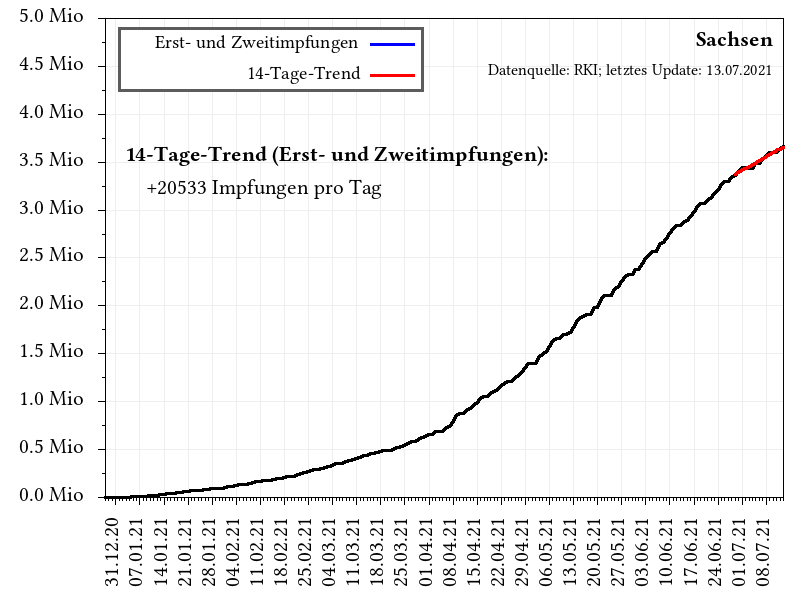 5.0 Mio
4.5 Mio
4.0 Mio
3.5 Mio
3.0 Mio
2.5 Mio
2.0 Mio
1.5 Mio
1.0 Mio
0.5 Mio
0.0 Mio
Erst- und Zweitimpfungen
14-Tage-Trend
Sachsen
Datenquelle: RKI; letztes Update: 13.07.2021
14-Tage-Trend (Erst- und Zweitimpfungen):
+20533 Impfungen pro Tag
31.12.20
07.01.21
14.01.21
21.01.21
28.01.21
04.02.21
11.02.21
18.02.21
25.02.21
04.03.21
11.03.21
18.03.21
25.03.21
01.04.21
08.04.21
15.04.21
22.04.21
29.04.21
06.05.21
13.05.21
20.05.21
27.05.21
03.06.21
10.06.21
17.06.21
24.06.21
01.07.21
08.07.21